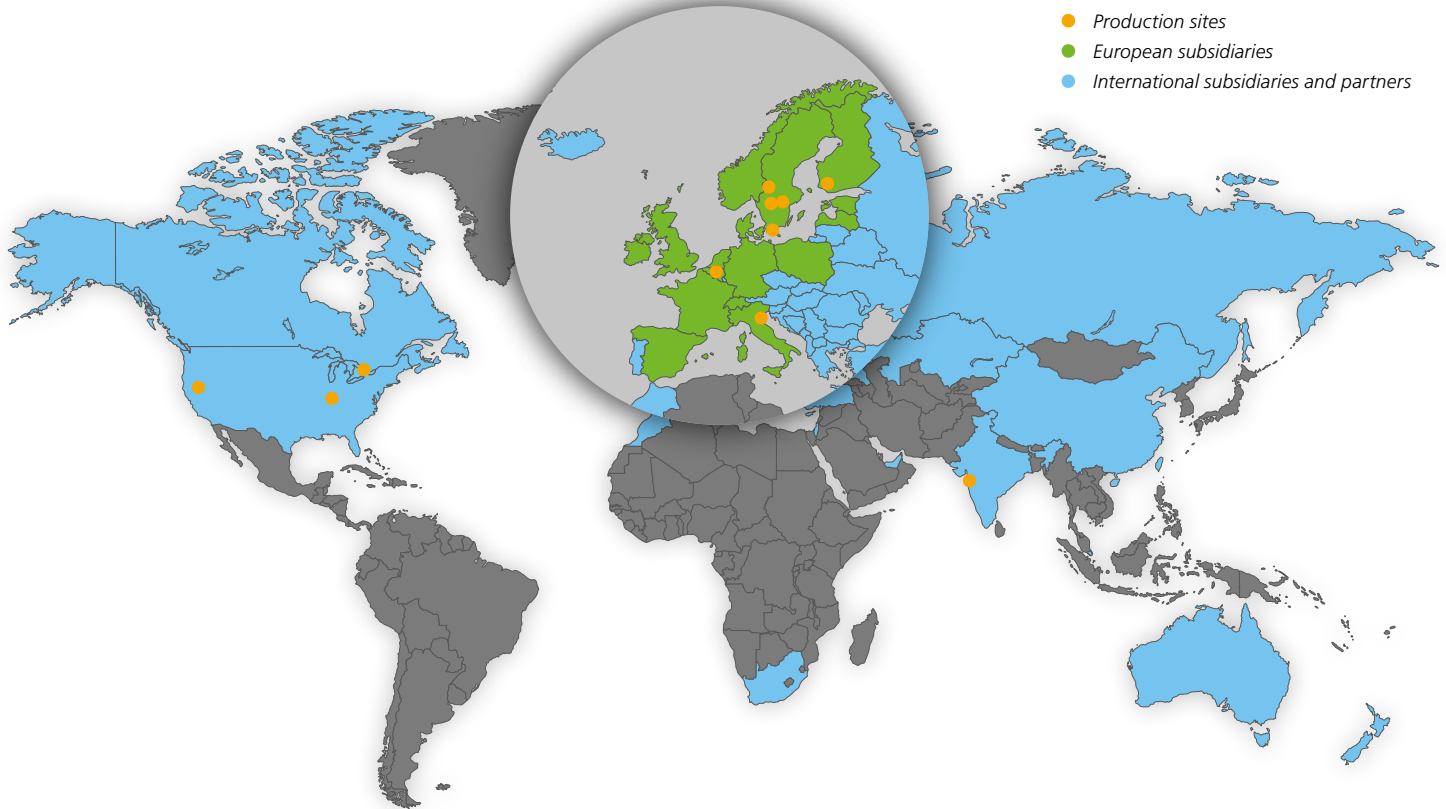 Production sites
European subsidiaries
International subsidiaries and partners